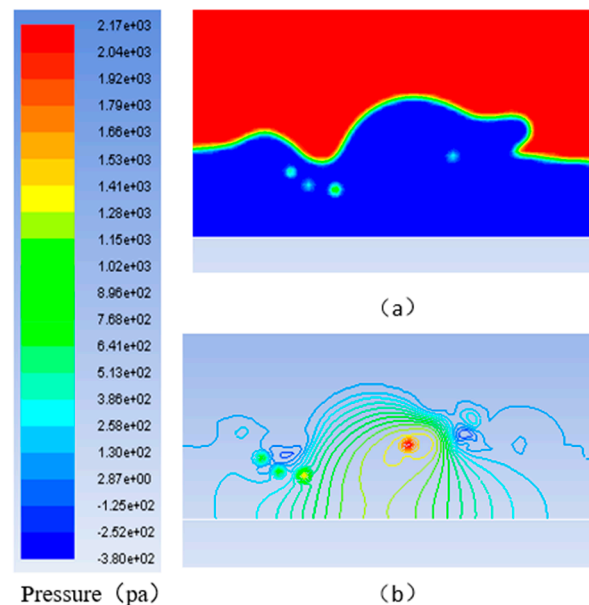 2.17e+03
2.04e+03
1.92e+03
1.79e+03
1.66e+03
1.53e+03
1.41e+03
1.28e+03
1.15e+03
1.02e+03
8.96e+02
7.68e+02
6.41e+02
5.13e+02
3.86e+02
2.58e+02
1.30e+02
2.87e+00
-1.25e+02
-2.52e+02
-3.80e+02
Pressure（pa）
（a）
（b）